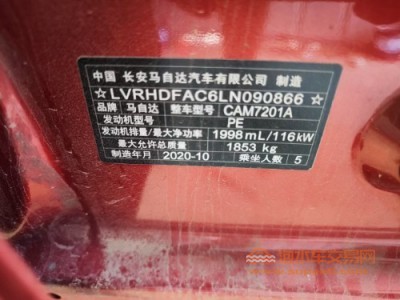 中国 长安马自达汽车有限公司 制造
☆LVRHDFAC6LN090866☆
品牌 马自达 整车型号 CAM7201A
发动机型号 PE
发动机排量/最大净功率 1998mL/116kW
最大允许总质量 1853 kg
制造年月 2020-10 乘坐人数 5